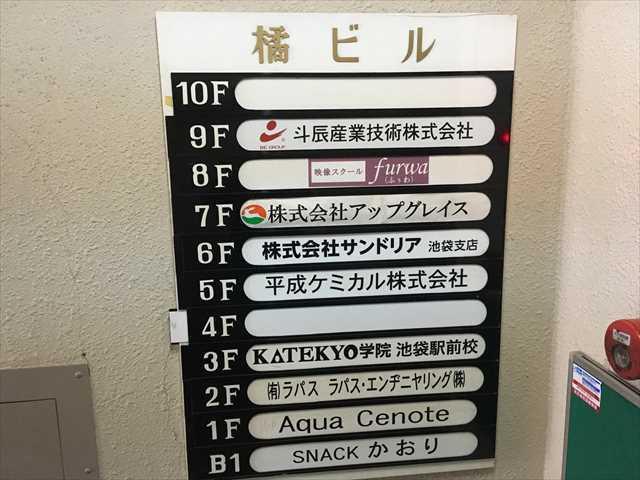 橘ビル
10F
9F 斗辰産業技術株式会社
8F 映像スクール furwa (ふぅわ)
7F 株式会社アップグレイス
6F 株式会社サンドリア 池袋支店
5F 平成ケミカル株式会社
4F
3F KATEKYO学院 池袋駅前校
2F ㈲ラパス ラパス・エンヂニヤリング㈱
1F Aqua Cenote
B1 SNACK かおり